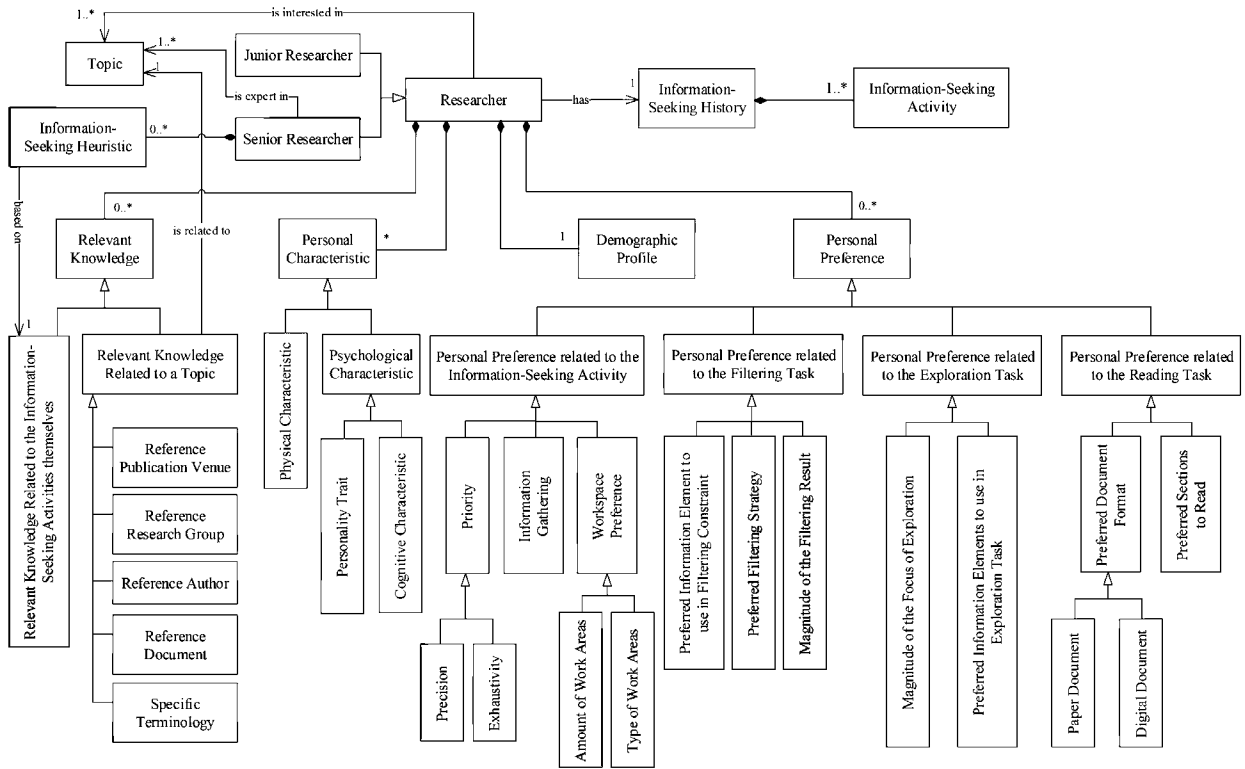 1..*
is interested in
Topic
1..*
1
Junior Researcher
is expert in
Researcher
has
1
Information-
Seeking History
1..*
Information-Seeking
Activity
Information-
Seeking Heuristic
0..*
Senior Researcher
based on
0..*
is related to
*
1
0..*
Relevant
Knowledge
Personal
Characteristic
Demographic
Profile
Personal
Preference
1
Relevant Knowledge Related to the Information-
Seeking Activities themselves
Relevant Knowledge
Related to a Topic
Physical Characteristic
Psychological
Characteristic
Personal Preference related to the
Information-Seeking Activity
Personal Preference related
to the Filtering Task
Personal Preference related
to the Exploration Task
Personal Preference related
to the Reading Task
Reference
Publication Venue
Reference
Research Group
Reference Author
Reference
Document
Specific
Terminology
Personality Trait
Cognitive Characteristic
Priority
Information
Gathering
Workspace
Preference
Precision
Exhaustivity
Amount of Work Areas
Type of Work Areas
Preferred Information Element to
use in Filtering Constraint
Preferred Filtering Strategy
Magnitude of the Filtering Result
Magnitude of the Focus of Exploration
Preferred Information Elements to use in
Exploration Task
Preferred Document
Format
Preferred Sections
to Read
Paper Document
Digital Document